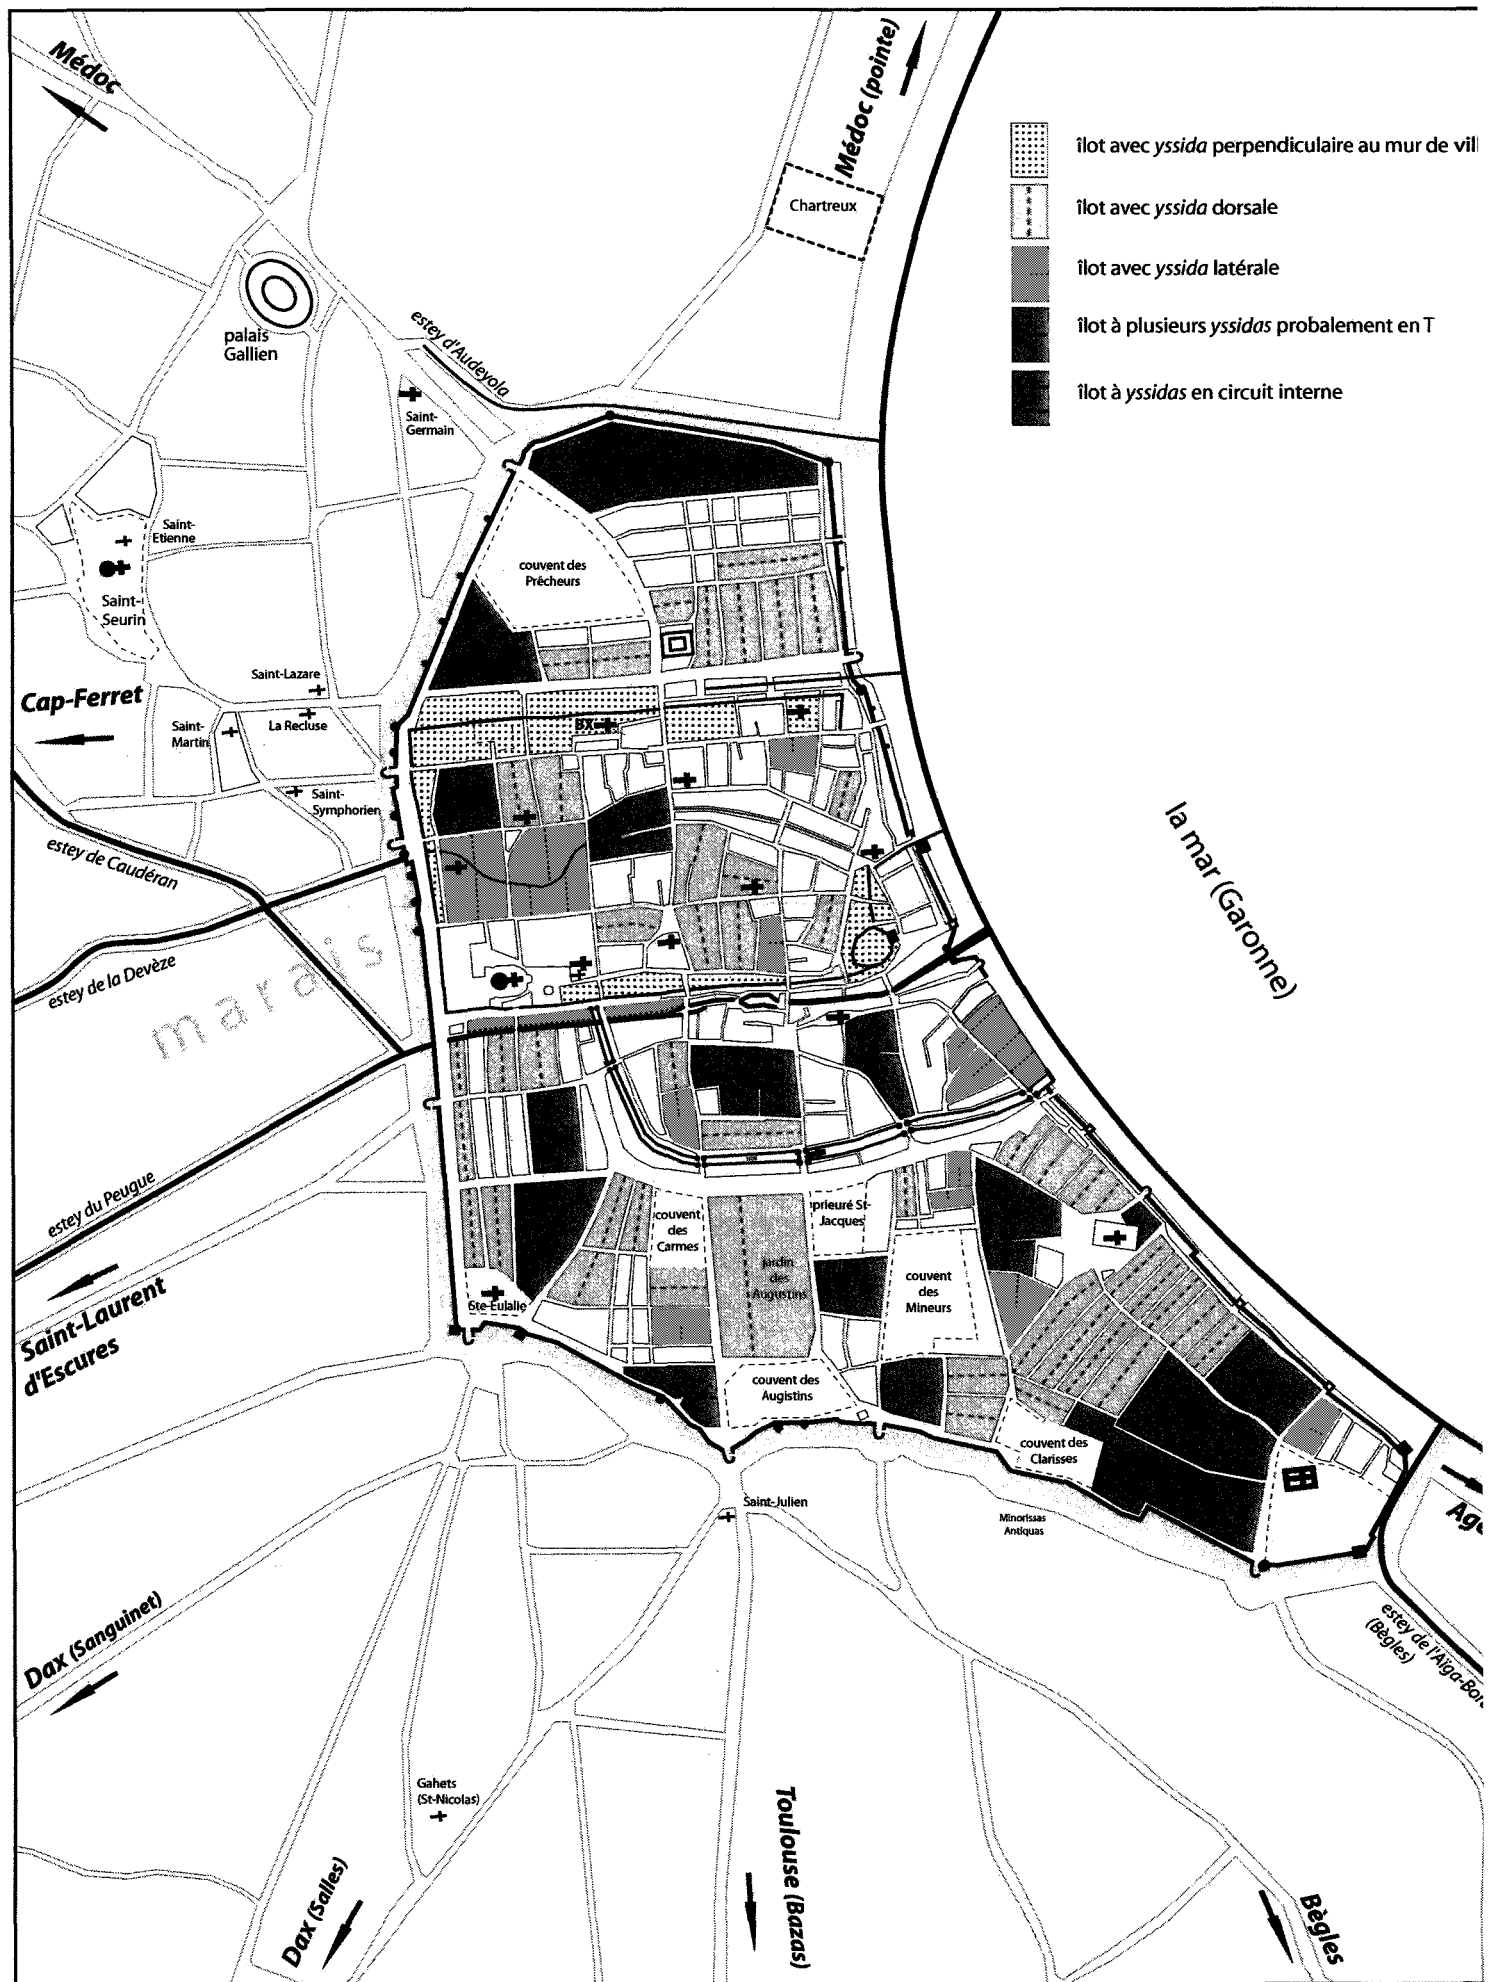 Médoc
Médoc (pointe)
Chartreux
îlot avec yssida perpendiculaire au mur de vil
îlot avec yssida dorsale
îlot avec yssida latérale
îlot à plusieurs yssidas probalement en T
îlot à yssidas en circuit interne
palais
Gallien
estey d'Audeyola
Saint-
Germain
Saint-
Etienne
Saint-
Seurin
couvent des
Prêcheurs
Saint-Lazare
Cap-Ferret
La Recluse
Saint-
Martin
BX
Saint-
Symphorien
la mar (Garonne)
estey de Caudéran
estey de la Devèze
marais
estey du Peugue
couvent
des
Carmes
prieuré St-
Jacques
jardin
des
Augustins
couvent
des
Mineurs
Ste-Eulalie
Saint-Laurent
d'Escures
couvent des
Augistins
couvent des
Clarisses
Saint-Julien
Minorissas
Antiquas
Dax (Sanguinet)
estey de l'Aïga-Bor
(Bègles)
Gahets
(St-Nicolas)
Dax (Salles)
Toulouse (Bazas)
Bègles